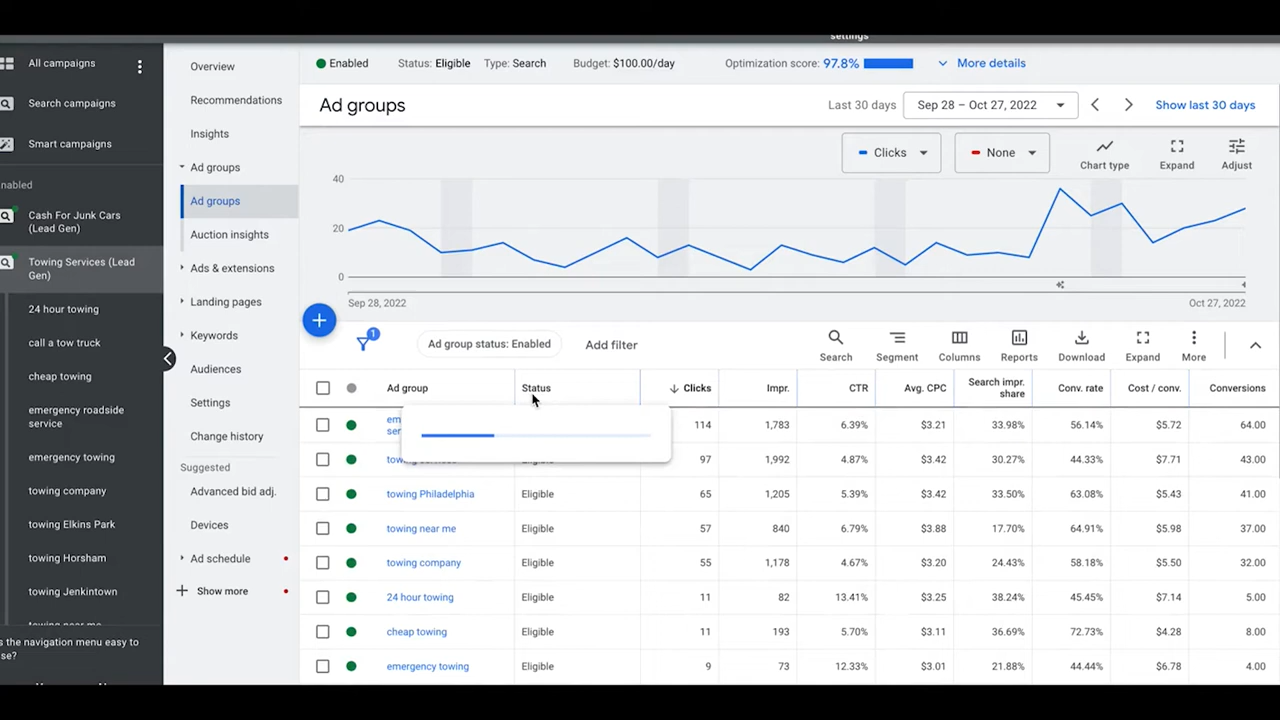 settings
All campaigns
Search campaigns
Smart campaigns
nabled
Cash For Junk Cars
(Lead Gen)
Towing Services (Lead
Gen)
24 hour towing
call a tow truck
cheap towing
emergency roadside
service
emergency towing
towing company
towing Elkins Park
towing Horsham
towing Jenkintown
towing near me
s the navigation menu easy to
se?
Overview
Recommendations
Insights
Ad groups
Ad groups
Auction insights
Ads & extensions
Landing pages
Keywords
Audiences
Settings
Change history
Suggested
Advanced bid adj.
Devices
Ad schedule
Show more
Enabled Status: Eligible Type: Search Budget: $100.00/day Optimization score: 97.8% More details
Ad groups Last 30 days Sep 28 – Oct 27, 2022 Show last 30 days
Clicks None Chart type Expand Adjust
40
20
0
Sep 28, 2022 Oct 27, 2022
1 Ad group status: Enabled Add filter Search Segment Columns Reports Download Expand More
Ad group Status Clicks Impr. CTR Avg. CPC Search impr. share Conv. rate Cost / conv. Conversions
114 1,783 6.39% $3.21 33.98% 56.14% $5.72 64.00
97 1,992 4.87% $3.42 30.27% 44.33% $7.71 43.00
towing Philadelphia Eligible 65 1,205 5.39% $3.42 33.50% 63.08% $5.43 41.00
towing near me Eligible 57 840 6.79% $3.88 17.70% 64.91% $5.98 37.00
towing company Eligible 55 1,178 4.67% $3.20 24.43% 58.18% $5.50 32.00
24 hour towing Eligible 11 82 13.41% $3.25 38.24% 45.45% $7.14 5.00
cheap towing Eligible 11 193 5.70% $3.11 36.69% 72.73% $4.28 8.00
emergency towing Eligible 9 73 12.33% $3.01 21.88% 44.44% $6.78 4.00